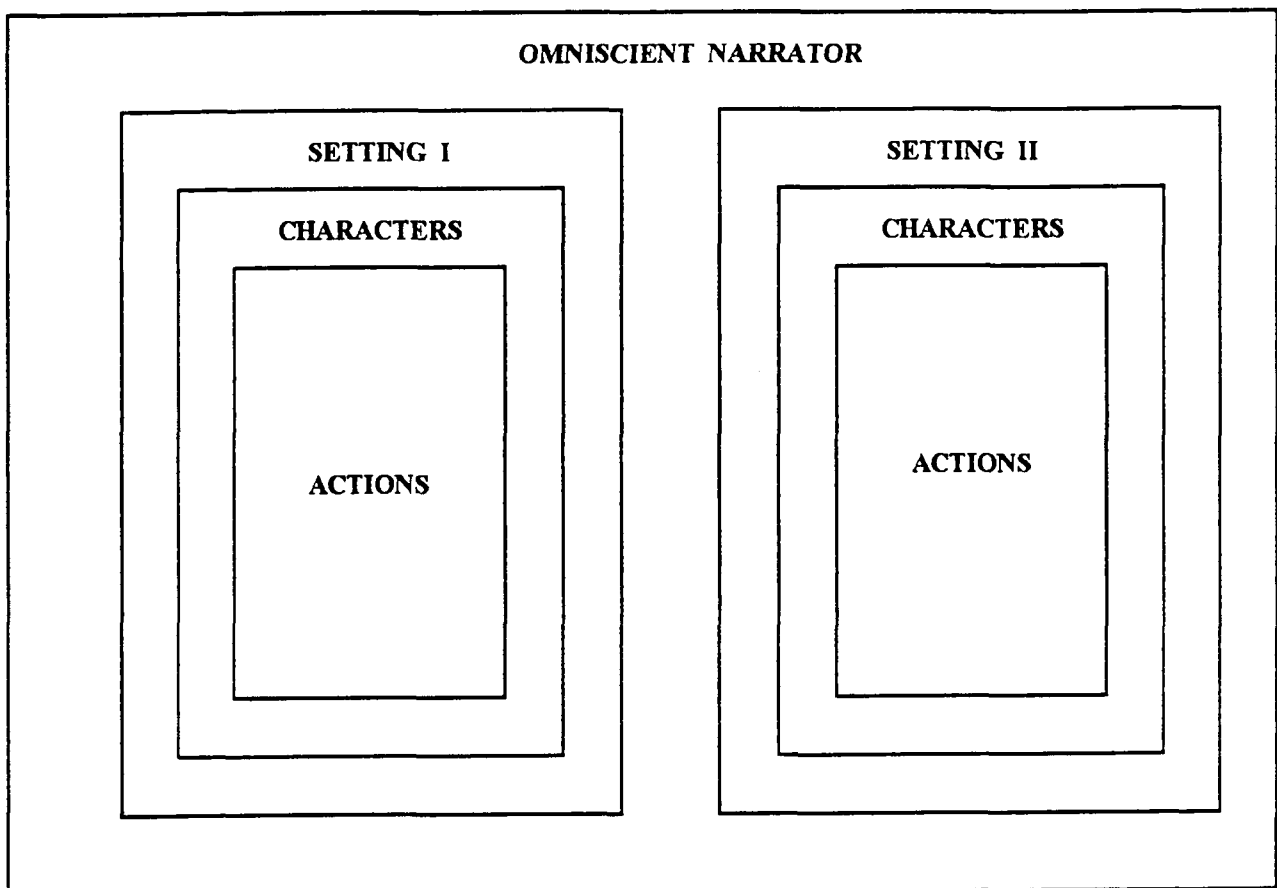 OMNISCIENT NARRATOR
SETTING I
CHARACTERS
ACTIONS
SETTING II
CHARACTERS
ACTIONS